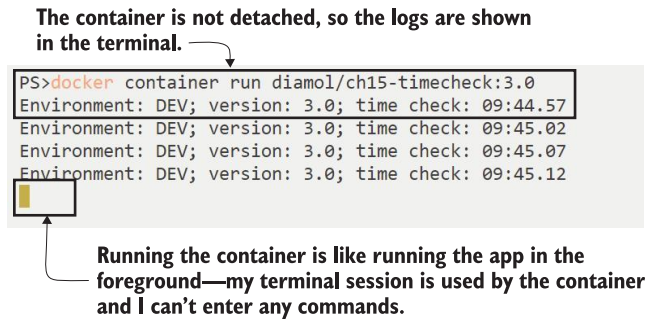 The container is not detached, so the logs are shown
in the terminal.
PS>docker container run diamol/ch15-timecheck:3.0
Environment: DEV; version: 3.0; time check: 09:44.57
Environment: DEV; version: 3.0; time check: 09:45.02
Environment: DEV; version: 3.0; time check: 09:45.07
Environment: DEV; version: 3.0; time check: 09:45.12
Running the container is like running the app in the
foreground—my terminal session is used by the container
and I can't enter any commands.